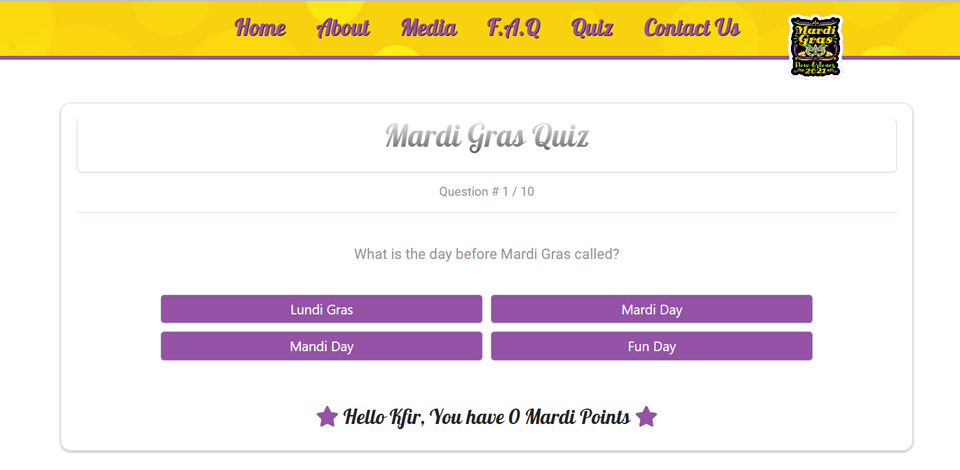 Home About Media F.A.Q Quiz Contact Us
Mardi
Gras
New Orleans
2021
Mardi Gras Quiz
Question # 1 / 10
What is the day before Mardi Gras called?
Lundi Gras Mardi Day
Mandi Day Fun Day
Hello Kfir, You have 0 Mardi Points